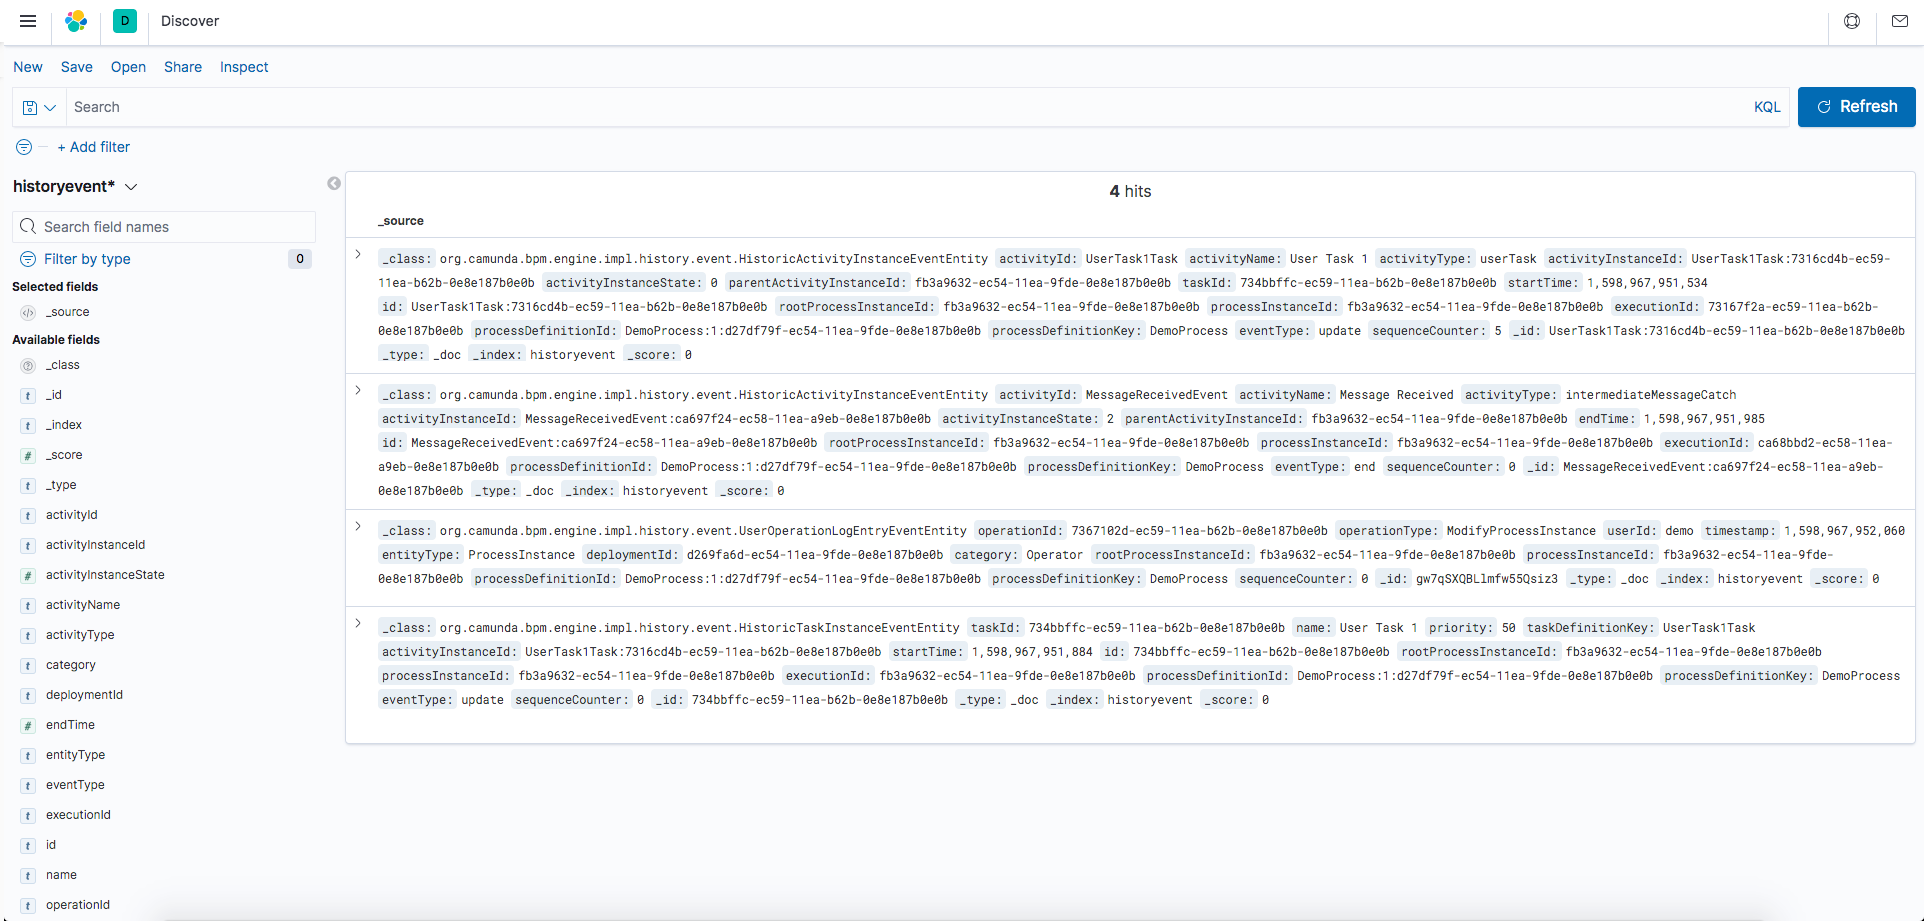 D Discover
New Save Open Share Inspect
Search KQL Refresh
+ Add filter
historyevent*
Search field names
Filter by type 0
Selected fields
_source
Available fields
_class
_id
_index
_score
_type
activityId
activityInstanceId
activityInstanceState
activityName
activityType
category
deploymentId
endTime
entityType
eventType
executionId
id
name
operationId
4 hits
_source
_class: org.camunda.bpm.engine.impl.history.event.HistoricActivityInstanceEventEntity activityId: UserTask1Task activityName: User Task 1 activityType: userTask activityInstanceId: UserTask1Task:7316cd4b-ec59-
11ea-b62b-0e8e187b0e0b activityInstanceState: 0 parentActivityInstanceId: fb3a9632-ec54-11ea-9fde-0e8e187b0e0b taskId: 734bbffc-ec59-11ea-b62b-0e8e187b0e0b startTime: 1,598,967,951,534
id: UserTask1Task:7316cd4b-ec59-11ea-b62b-0e8e187b0e0b rootProcessInstanceId: fb3a9632-ec54-11ea-9fde-0e8e187b0e0b processInstanceId: fb3a9632-ec54-11ea-9fde-0e8e187b0e0b executionId: 73167f2a-ec59-11ea-b62b-
0e8e187b0e0b processDefinitionId: DemoProcess:1:d27df79f-ec54-11ea-9fde-0e8e187b0e0b processDefinitionKey: DemoProcess eventType: update sequenceCounter: 5 _id: UserTask1Task:7316cd4b-ec59-11ea-b62b-0e8e187b0e0b
_type: _doc _index: historyevent _score: 0
_class: org.camunda.bpm.engine.impl.history.event.HistoricActivityInstanceEventEntity activityId: MessageReceivedEvent activityName: Message Received activityType: intermediateMessageCatch
activityInstanceId: MessageReceivedEvent:ca697f24-ec58-11ea-a9eb-0e8e187b0e0b activityInstanceState: 2 parentActivityInstanceId: fb3a9632-ec54-11ea-9fde-0e8e187b0e0b endTime: 1,598,967,951,985
id: MessageReceivedEvent:ca697f24-ec58-11ea-a9eb-0e8e187b0e0b rootProcessInstanceId: fb3a9632-ec54-11ea-9fde-0e8e187b0e0b processInstanceId: fb3a9632-ec54-11ea-9fde-0e8e187b0e0b executionId: ca68bbd2-ec58-11ea-
a9eb-0e8e187b0e0b processDefinitionId: DemoProcess:1:d27df79f-ec54-11ea-9fde-0e8e187b0e0b processDefinitionKey: DemoProcess eventType: end sequenceCounter: 0 _id: MessageReceivedEvent:ca697f24-ec58-11ea-a9eb-
0e8e187b0e0b _type: _doc _index: historyevent _score: 0
_class: org.camunda.bpm.engine.impl.history.event.UserOperationLogEntryEventEntity operationId: 7367102d-ec59-11ea-b62b-0e8e187b0e0b operationType: ModifyProcessInstance userId: demo timestamp: 1,598,967,952,060
entityType: ProcessInstance deploymentId: d269fa6d-ec54-11ea-9fde-0e8e187b0e0b category: Operator rootProcessInstanceId: fb3a9632-ec54-11ea-9fde-0e8e187b0e0b processInstanceId: fb3a9632-ec54-11ea-9fde-
0e8e187b0e0b processDefinitionId: DemoProcess:1:d27df79f-ec54-11ea-9fde-0e8e187b0e0b processDefinitionKey: DemoProcess sequenceCounter: 0 _id: gw7qSXQBLlmfw55Qsiz3 _type: _doc _index: historyevent _score: 0
_class: org.camunda.bpm.engine.impl.history.event.HistoricTaskInstanceEventEntity taskId: 734bbffc-ec59-11ea-b62b-0e8e187b0e0b name: User Task 1 priority: 50 taskDefinitionKey: UserTask1Task
activityInstanceId: UserTask1Task:7316cd4b-ec59-11ea-b62b-0e8e187b0e0b startTime: 1,598,967,951,884 id: 734bbffc-ec59-11ea-b62b-0e8e187b0e0b rootProcessInstanceId: fb3a9632-ec54-11ea-9fde-0e8e187b0e0b
processInstanceId: fb3a9632-ec54-11ea-9fde-0e8e187b0e0b executionId: fb3a9632-ec54-11ea-9fde-0e8e187b0e0b processDefinitionId: DemoProcess:1:d27df79f-ec54-11ea-9fde-0e8e187b0e0b processDefinitionKey: DemoProcess
eventType: update sequenceCounter: 0 _id: 734bbffc-ec59-11ea-b62b-0e8e187b0e0b _type: _doc _index: historyevent _score: 0